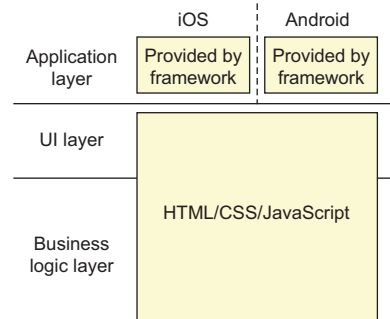 iOS
Android
Application
layer
Provided by
framework
Provided by
framework
UI layer
HTML/CSS/JavaScript
Business
logic layer